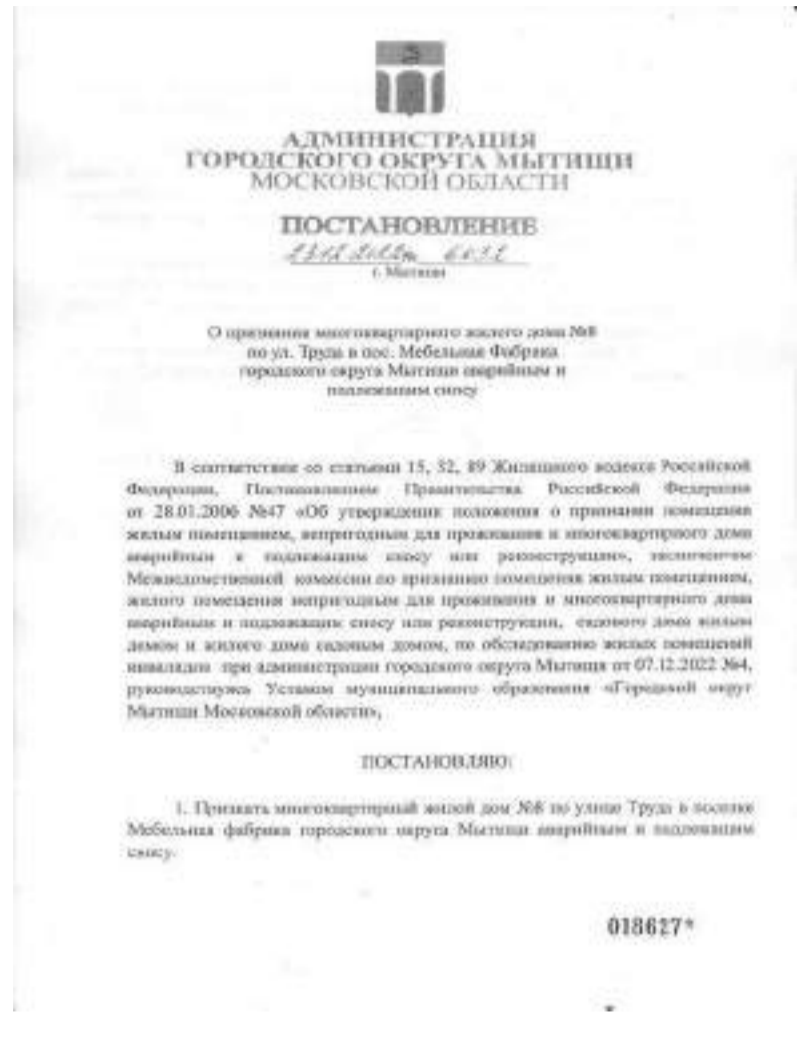 АДМИНИСТРАЦИЯ
ГОРОДСКОГО ОКРУГА МЫТИЩИ
МОСКОВСКОЙ ОБЛАСТИ
ПОСТАНОВЛЕНИЕ
г. Мытищи
О признании многоквартирного жилого дома №8
по ул. Труда в пос. Мебельная Фабрика
городского округа Мытищи аварийным и
подлежащим сносу
В соответствии со статьями 15, 32, 89 Жилищного кодекса Российской
Федерации, Постановлением Правительства Российской Федерации
от 28.01.2006 №47 «Об утверждении положения о признании помещения
жилым помещением, непригодным для проживания и многоквартирного дома
аварийным и подлежащим сносу или реконструкции», заключением
Межведомственной комиссии по признанию помещения жилым помещением,
жилого помещения непригодным для проживания и многоквартирного дома
аварийным и подлежащим сносу или реконструкции, садового дома жилым
домом и жилого дома садовым домом, по обследованию жилых помещений
инвалидов при администрации городского округа Мытищи от 07.12.2022 №4,
руководствуясь Уставом муниципального образования «Городской округ
Мытищи Московской области»,
ПОСТАНОВЛЯЮ:
1. Признать многоквартирный жилой дом №8 по улице Труда в поселке
Мебельная фабрика городского округа Мытищи аварийным и подлежащим
сносу.
018627*